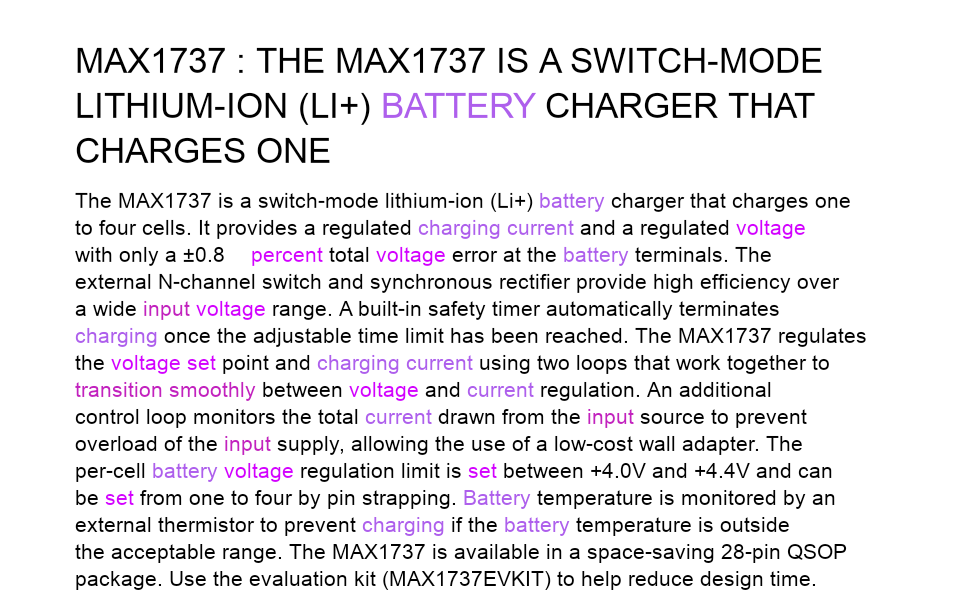 MAX1737 : THE MAX1737 IS A SWITCH-MODE
LITHIUM-ION (LI+) BATTERY CHARGER THAT
CHARGES ONE
The MAX1737 is a switch-mode lithium-ion (Li+) battery charger that charges one
to four cells. It provides a regulated charging current and a regulated voltage
with only a ±0.8 percent total voltage error at the battery terminals. The
external N-channel switch and synchronous rectifier provide high efficiency over
a wide input voltage range. A built-in safety timer automatically terminates
charging once the adjustable time limit has been reached. The MAX1737 regulates
the voltage set point and charging current using two loops that work together to
transition smoothly between voltage and current regulation. An additional
control loop monitors the total current drawn from the input source to prevent
overload of the input supply, allowing the use of a low-cost wall adapter. The
per-cell battery voltage regulation limit is set between +4.0V and +4.4V and can
be set from one to four by pin strapping. Battery temperature is monitored by an
external thermistor to prevent charging if the battery temperature is outside
the acceptable range. The MAX1737 is available in a space-saving 28-pin QSOP
package. Use the evaluation kit (MAX1737EVKIT) to help reduce design time.